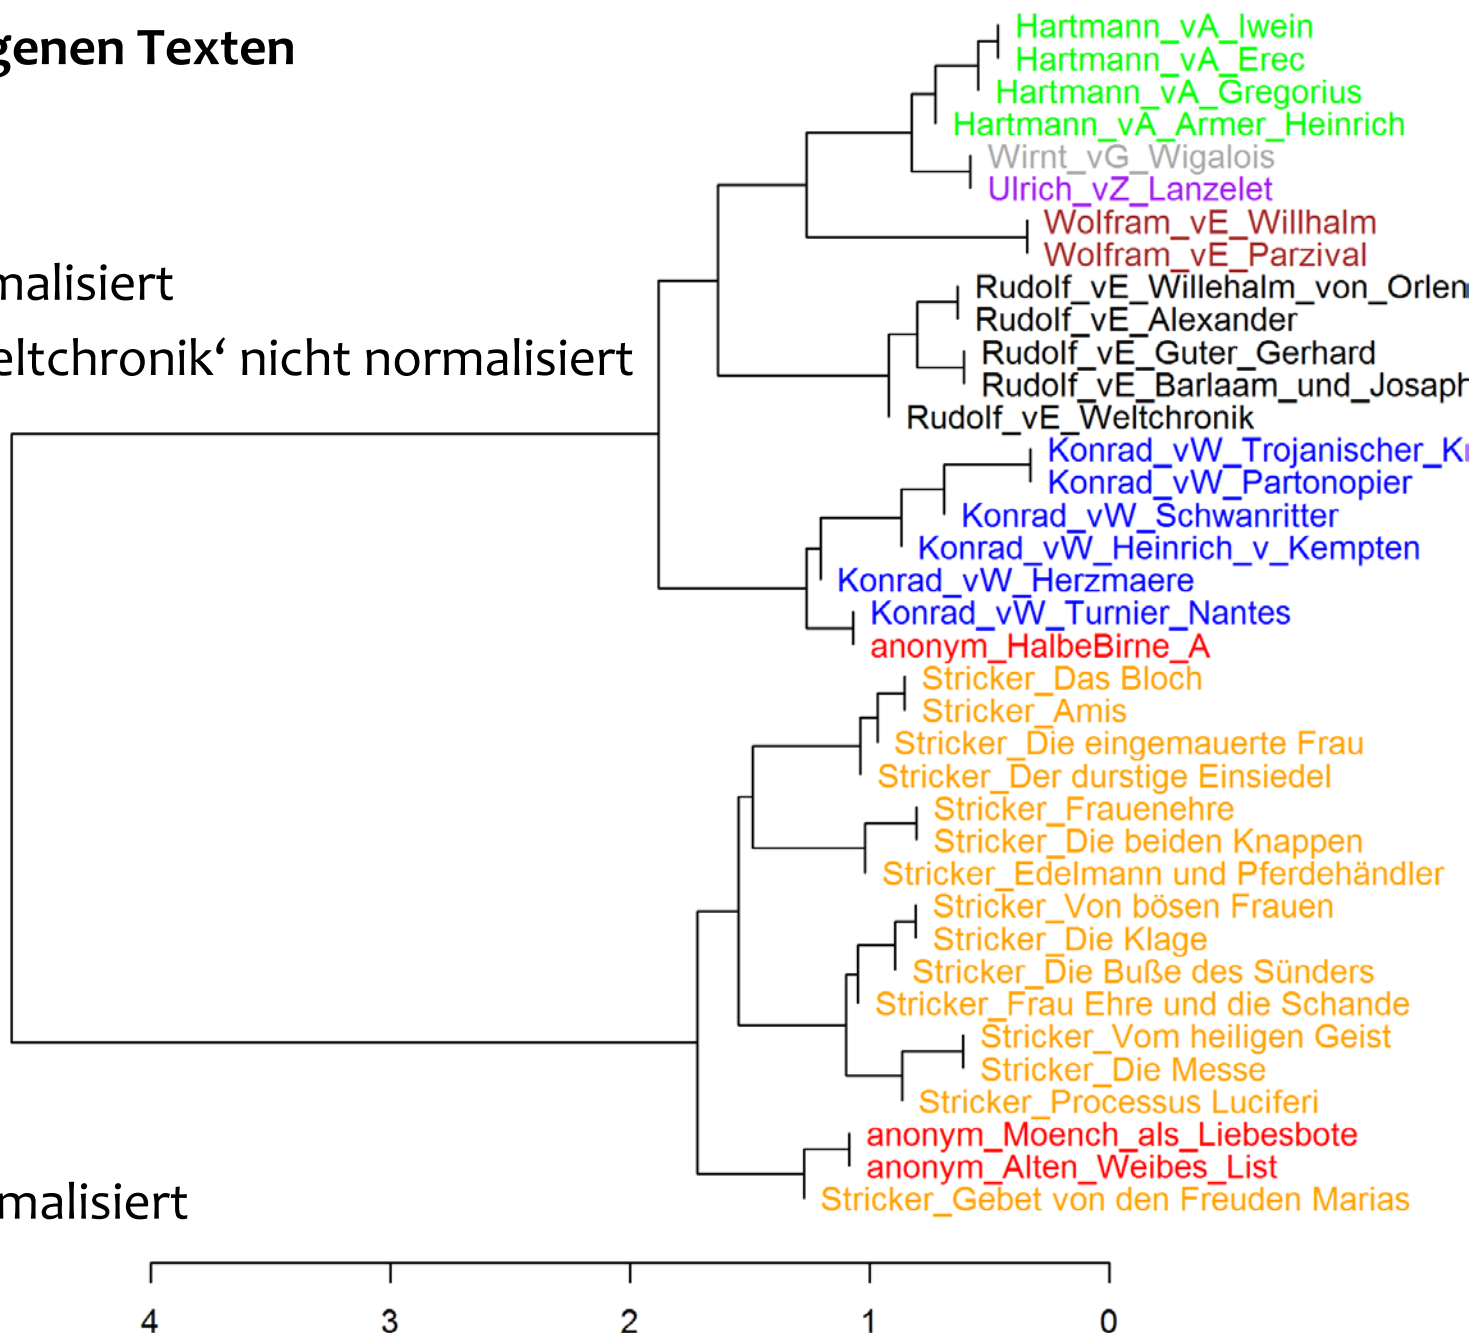 genen Texten
malisiert
eltchronik‘ nicht normalisiert
malisiert
Hartmann_vA_Iwein
Hartmann_vA_Erec
Hartmann_vA_Gregorius
Hartmann_vA_Armer_Heinrich
Wirnt_vG_Wigalois
Ulrich_vZ_Lanzelet
Wolfram_vE_Willhalm
Wolfram_vE_Parzival
Rudolf_vE_Willehalm_von_Orlen
Rudolf_vE_Alexander
Rudolf_vE_Guter_Gerhard
Rudolf_vE_Barlaam_und_Josaph
Rudolf_vE_Weltchronik
Konrad_vW_Trojanischer_K
Konrad_vW_Partonopier
Konrad_vW_Schwanritter
Konrad_vW_Heinrich_v_Kempten
Konrad_vW_Herzmaere
Konrad_vW_Turnier_Nantes
anonym_HalbeBirne_A
Stricker_Das Bloch
Stricker_Amis
Stricker_Die eingemauerte Frau
Stricker_Der durstige Einsiedel
Stricker_Frauenehre
Stricker_Die beiden Knappen
Stricker_Edelmann und Pferdehändler
Stricker_Von bösen Frauen
Stricker_Die Klage
Stricker_Die Buße des Sünders
Stricker_Frau Ehre und die Schande
Stricker_Vom heiligen Geist
Stricker_Die Messe
Stricker_Processus Luciferi
anonym_Moench_als_Liebesbote
anonym_Alten_Weibes_List
Stricker_Gebet von den Freuden Marias
4 3 2 1 0